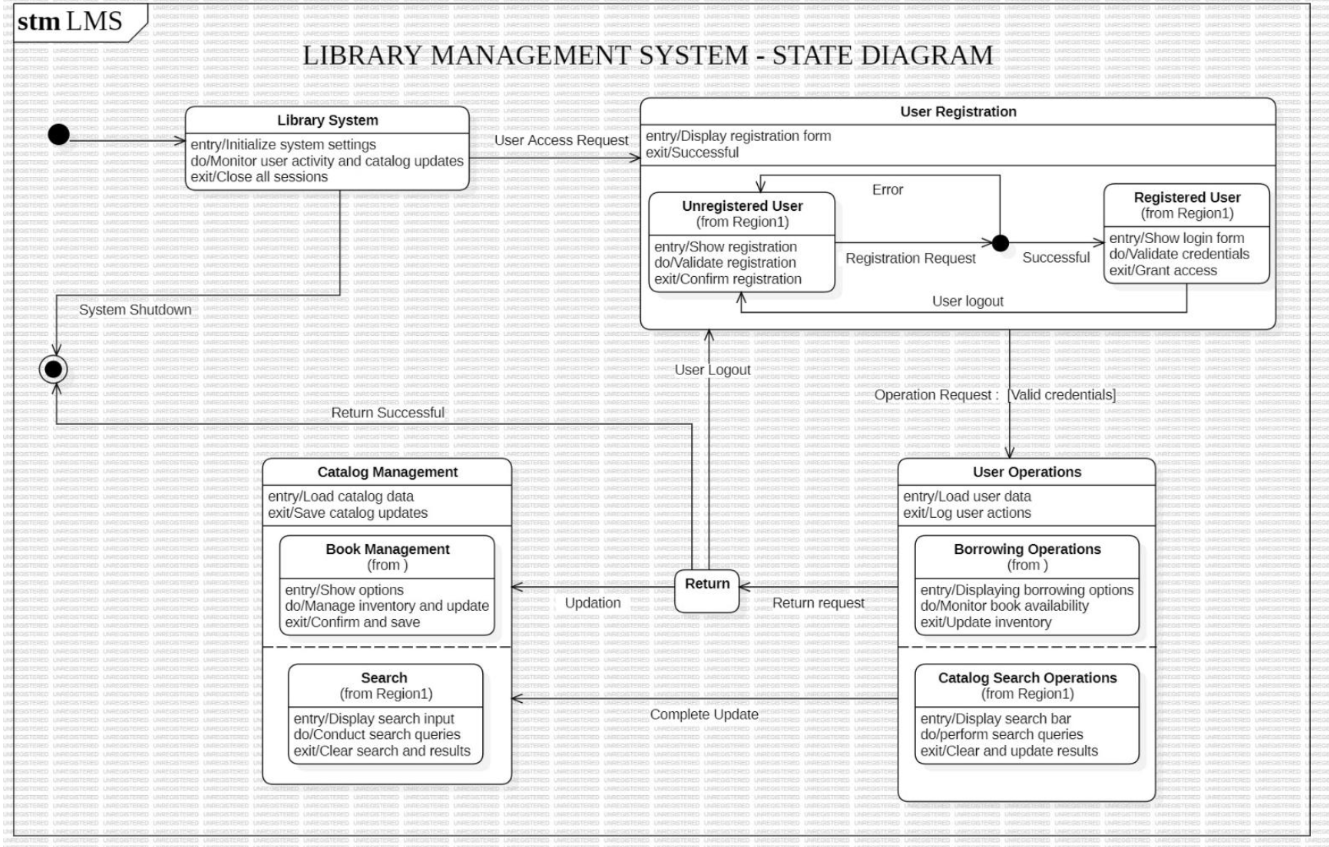 stm LMS
LIBRARY MANAGEMENT SYSTEM - STATE DIAGRAM
Library System
entry/Initialize system settings
do/Monitor user activity and catalog updates
exit/Close all sessions
User Access Request
User Registration
entry/Display registration form
exit/Successful
Error
Unregistered User
(from Region1)
entry/Show registration
do/Validate registration
exit/Confirm registration
Registration Request
Successful
Registered User
(from Region1)
entry/Show login form
do/Validate credentials
exit/Grant access
User logout
System Shutdown
User Logout
Operation Request : [Valid credentials]
Return Successful
Catalog Management
entry/Load catalog data
exit/Save catalog updates
Book Management
(from )
entry/Show options
do/Manage inventory and update
exit/Confirm and save
Search
(from Region1)
entry/Display search input
do/Conduct search queries
exit/Clear search and results
Updation
Return
Return request
Complete Update
User Operations
entry/Load user data
exit/Log user actions
Borrowing Operations
(from )
entry/Displaying borrowing options
do/Monitor book availability
exit/Update inventory
Catalog Search Operations
(from Region1)
entry/Display search bar
do/perform search queries
exit/Clear and update results
UNREGISTERED